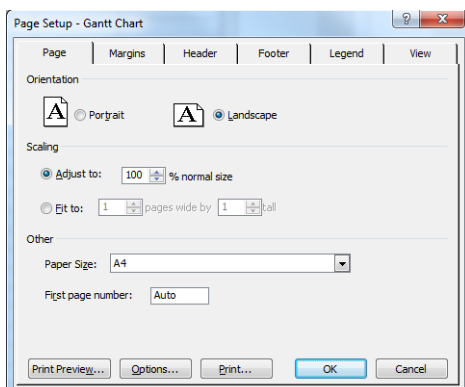 Page Setup - Gantt Chart
Page Margins Header Footer Legend View
Orientation
A Portrait A Landscape
Scaling
Adjust to: 100 % normal size
Fit to: 1 pages wide by 1 tall
Other
Paper Size: A4
First page number: Auto
Print Preview... Options... Print... OK Cancel